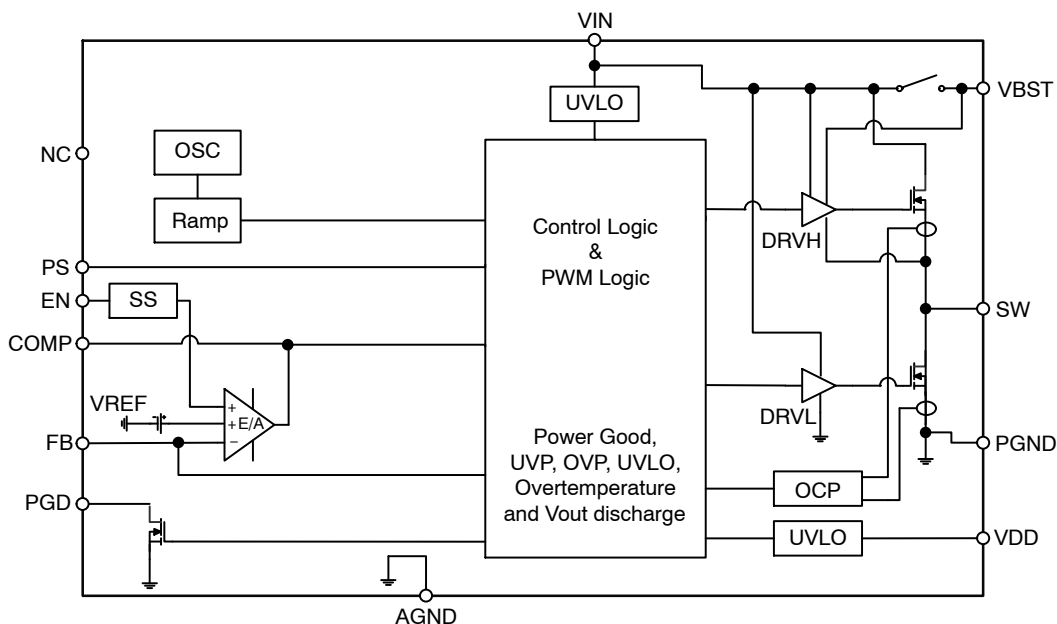 VIN
UVLO
VBST
NC
OSC
Ramp
Control Logic
&
PWM Logic
DRVH
PS
EN
SS
SW
COMP
VREF
+
+E/A
−
FB
DRVL
Power Good,
UVP, OVP, UVLO,
Overtemperature
and Vout discharge
PGND
PGD
OCP
UVLO
VDD
AGND